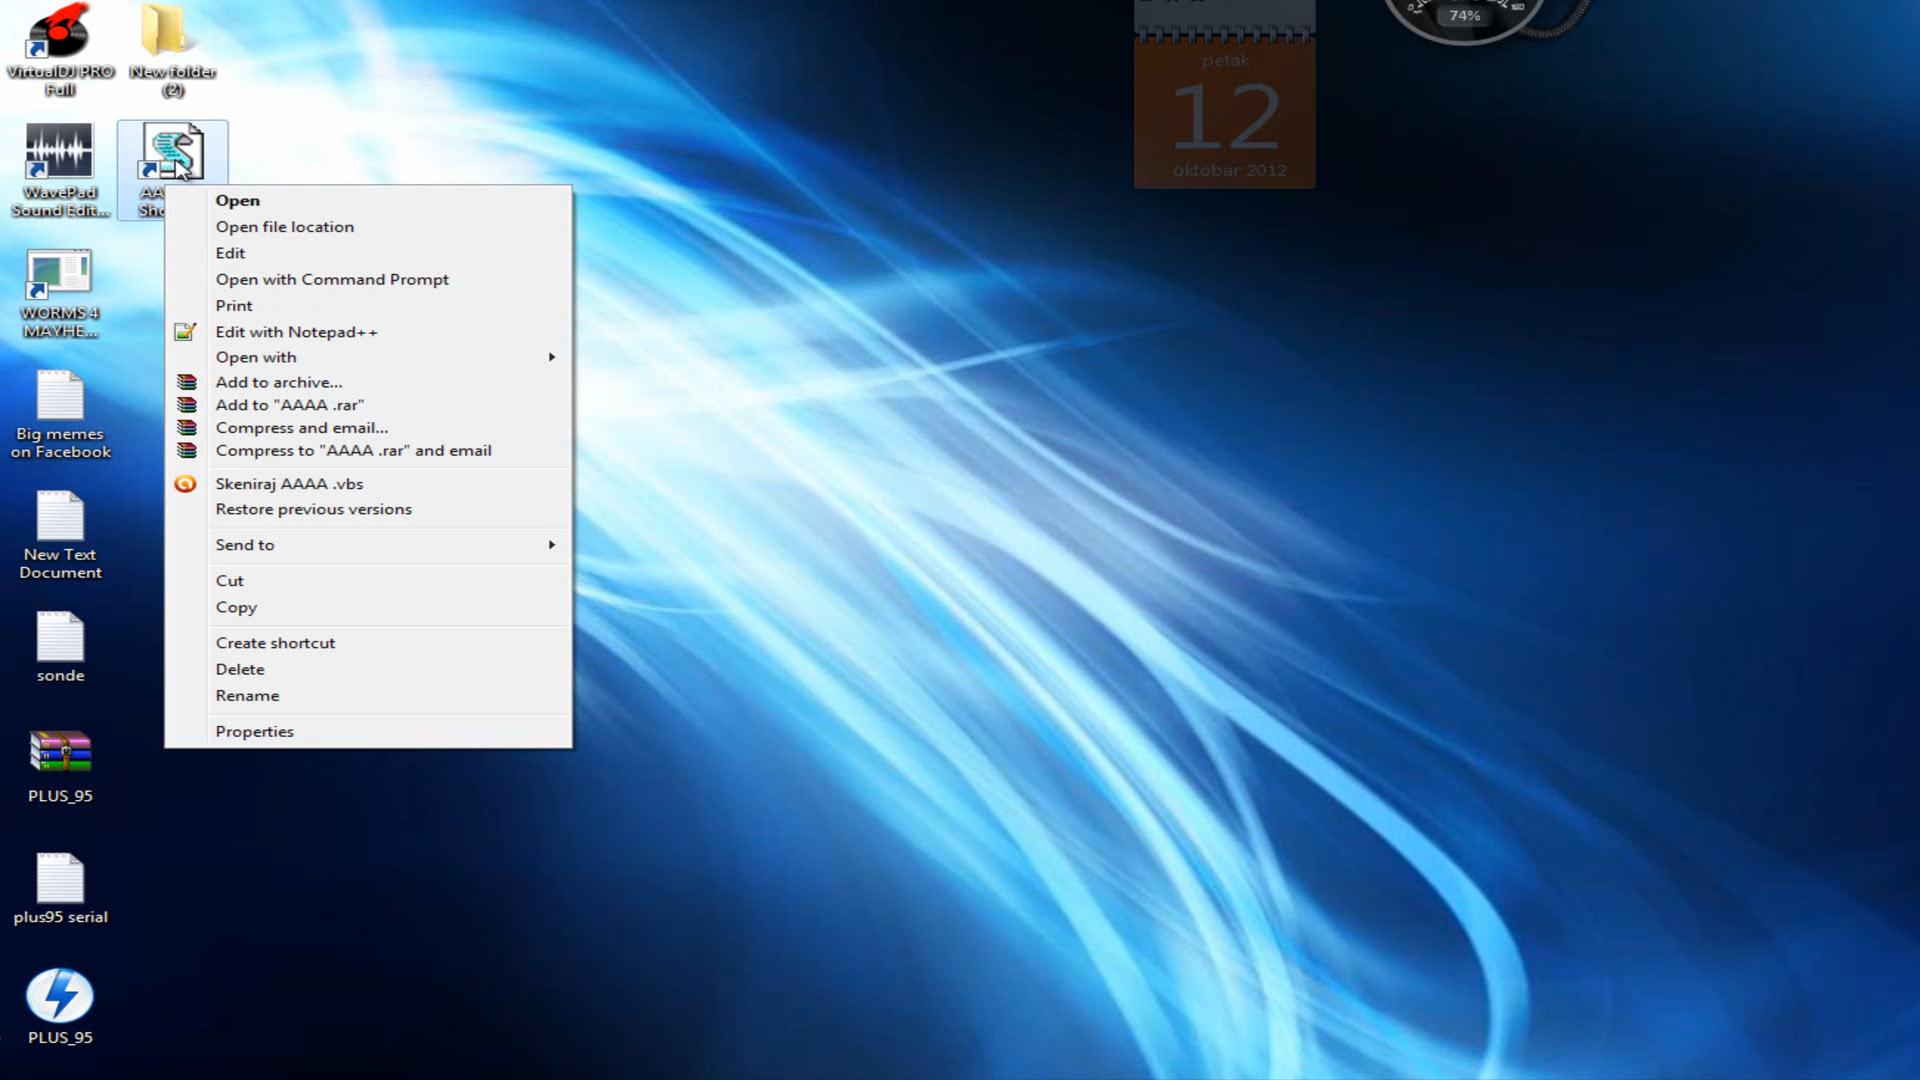 VirtualDJ PRO
Full
New folder
(2)
WavePad
Sound Edit...
WORMS 4
MAYHE...
Big memes
on Facebook
New Text
Document
sonde
PLUS_95
plus95 serial
PLUS_95
Open
Open file location
Edit
Open with Command Prompt
Print
Edit with Notepad++
Open with
Add to archive...
Add to "AAAA .rar"
Compress and email...
Compress to "AAAA .rar" and email
Skeniraj AAAA .vbs
Restore previous versions
Send to
Cut
Copy
Create shortcut
Delete
Rename
Properties
petak
12
oktobar 2012
74%